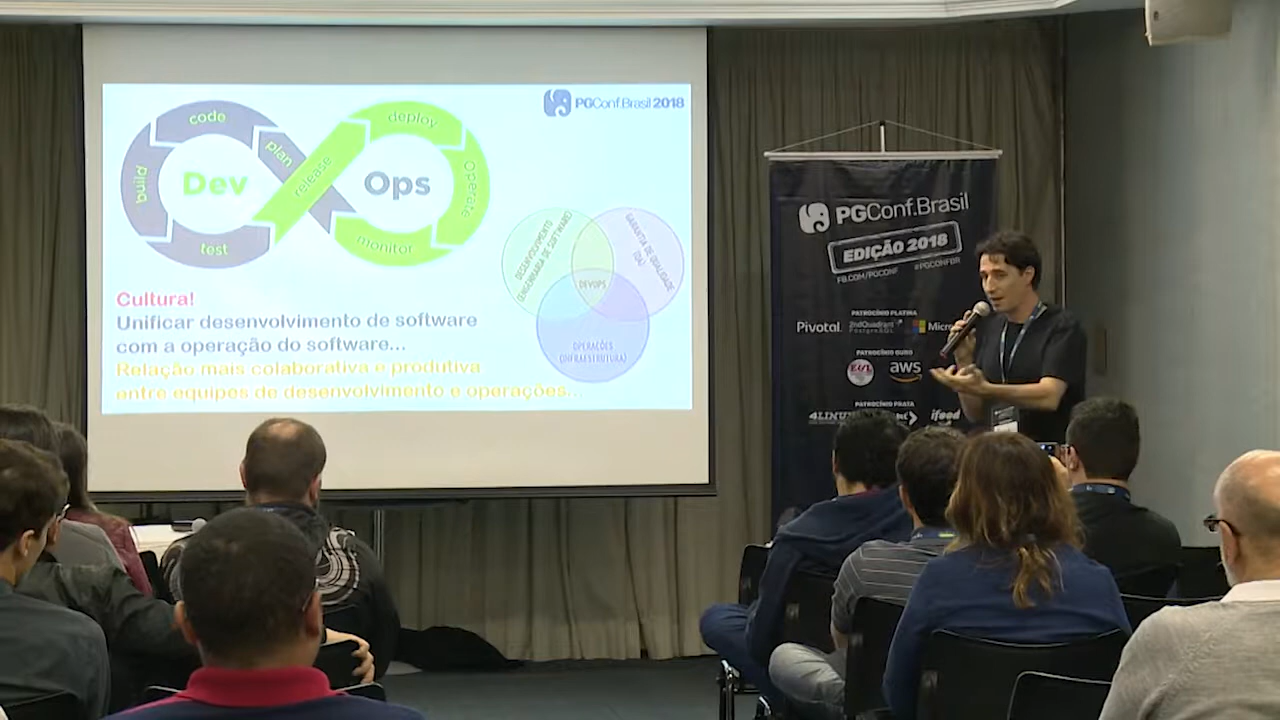 PGConf.Brasil 2018
code
deploy
plan
release
build
Dev
Ops
Operate
test
monitor
DESENVOLVIMENTO
(ENGENHARIA DE SOFTWARE)
GARANTIA DE QUALIDADE
(QA)
DEVOPS
OPERAÇÕES
(INFRAESTRUTURA)
Cultura!
Unificar desenvolvimento de software
com a operação do software...
Relação mais colaborativa e produtiva
entre equipes de desenvolvimento e operações...
PGConf.Brasil
EDIÇÃO 2018
FB.COM/PGCONF #PGCONFBR
PATROCÍNIO PLATINA
Pivotal. 2ndQuadrant
PostgreSQL
PATROCÍNIO OURO
aws
PATROCÍNIO PRATA
4LINUX
ifood